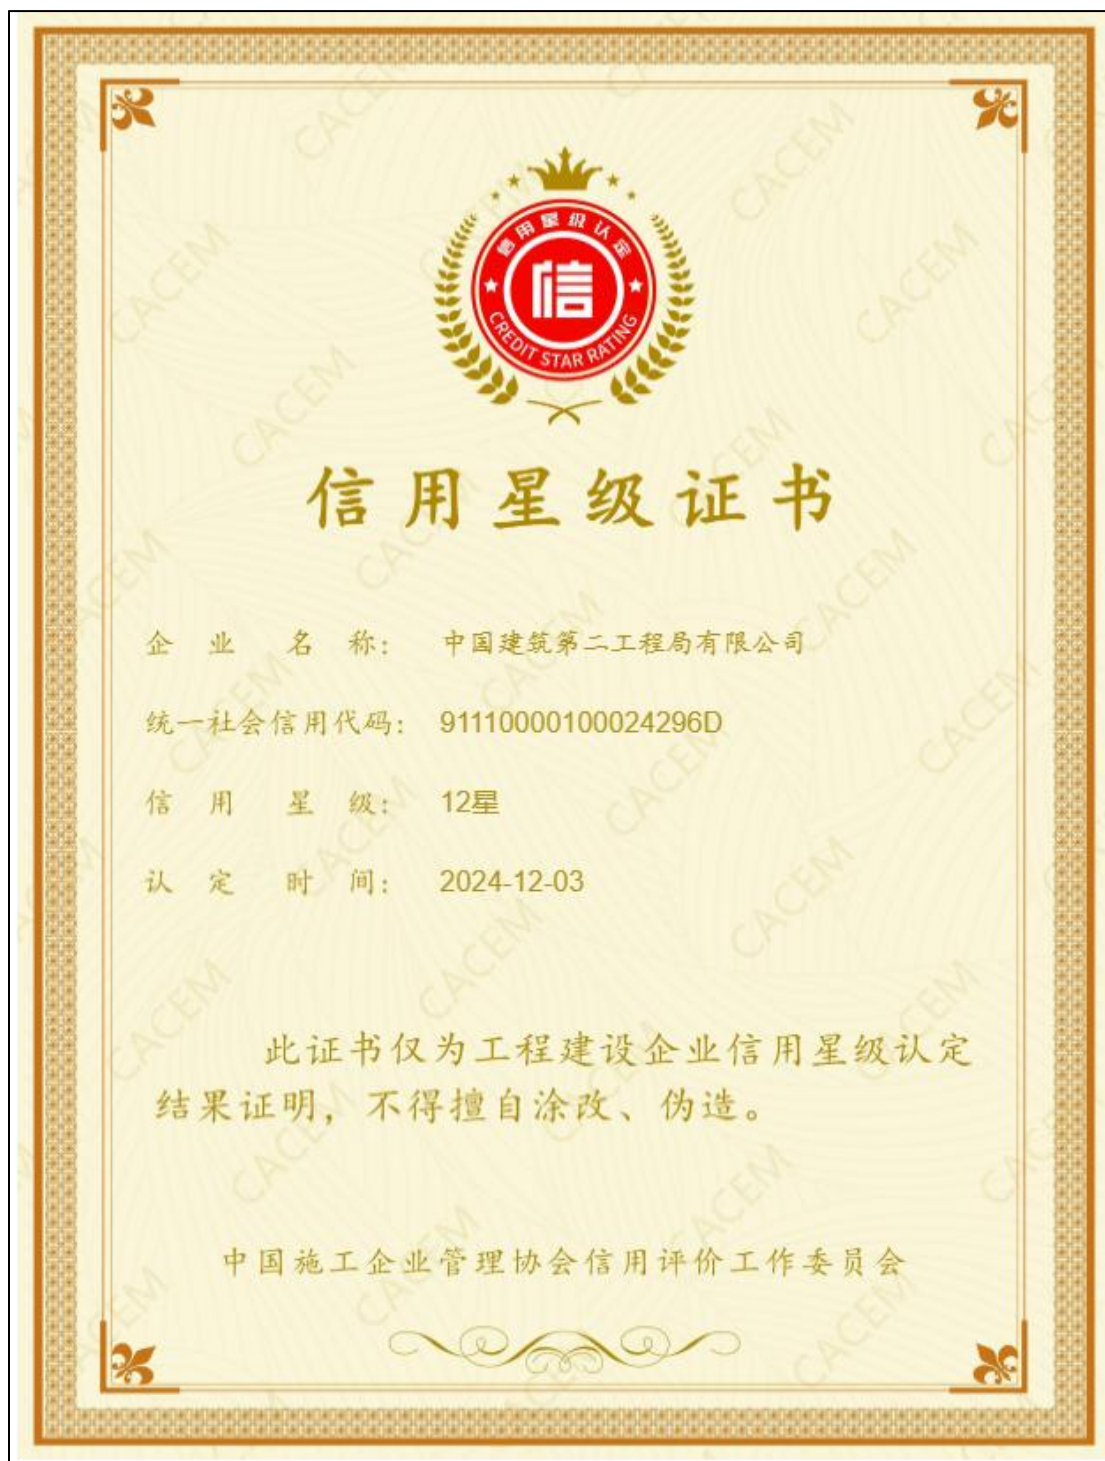 信用星级认定
信
CREDIT STAR RATING
信用星级证书
企业名称： 中国建筑第二工程局有限公司
统一社会信用代码： 91110000100024296D
信用星级： 12星
认定时间： 2024-12-03
此证书仅为工程建设企业信用星级认定
结果证明，不得擅自涂改、伪造。
中国施工企业管理协会信用评价工作委员会
CACEM